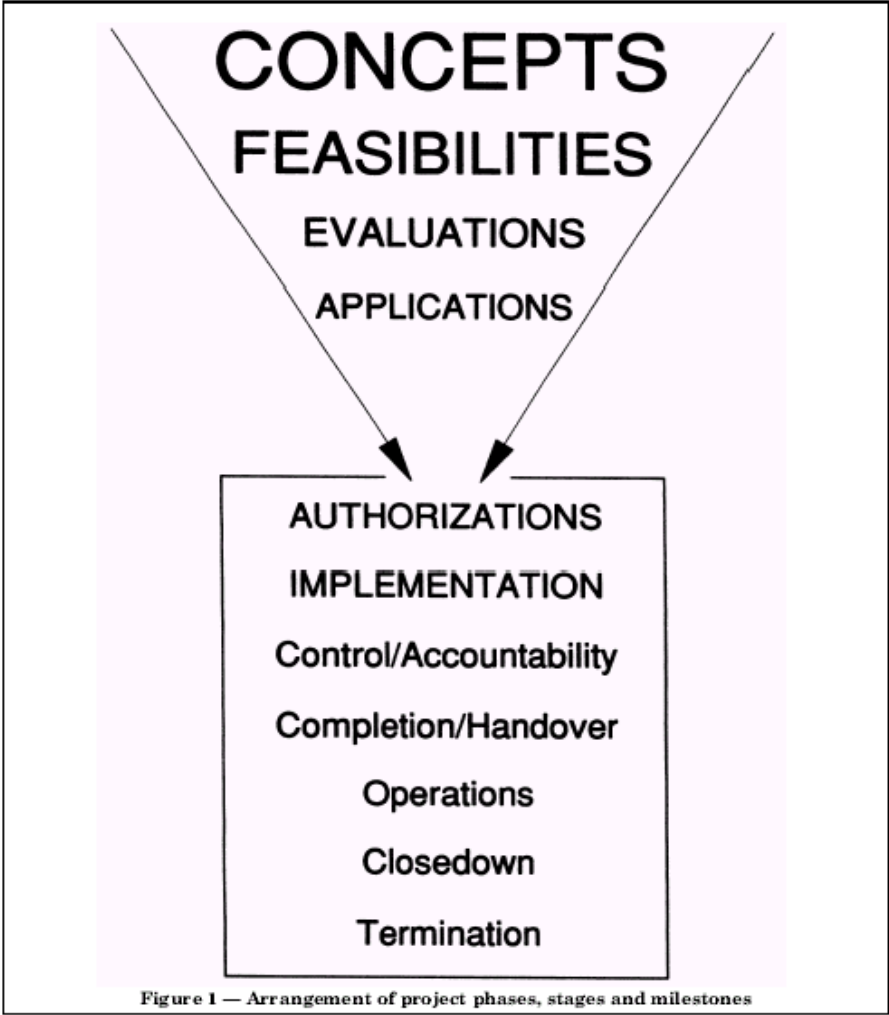 CONCEPTS
FEASIBILITIES
EVALUATIONS
APPLICATIONS
AUTHORIZATIONS
IMPLEMENTATION
Control/Accountability
Completion/Handover
Operations
Closedown
Termination
Figure 1 — Arrangement of project phases, stages and milestones